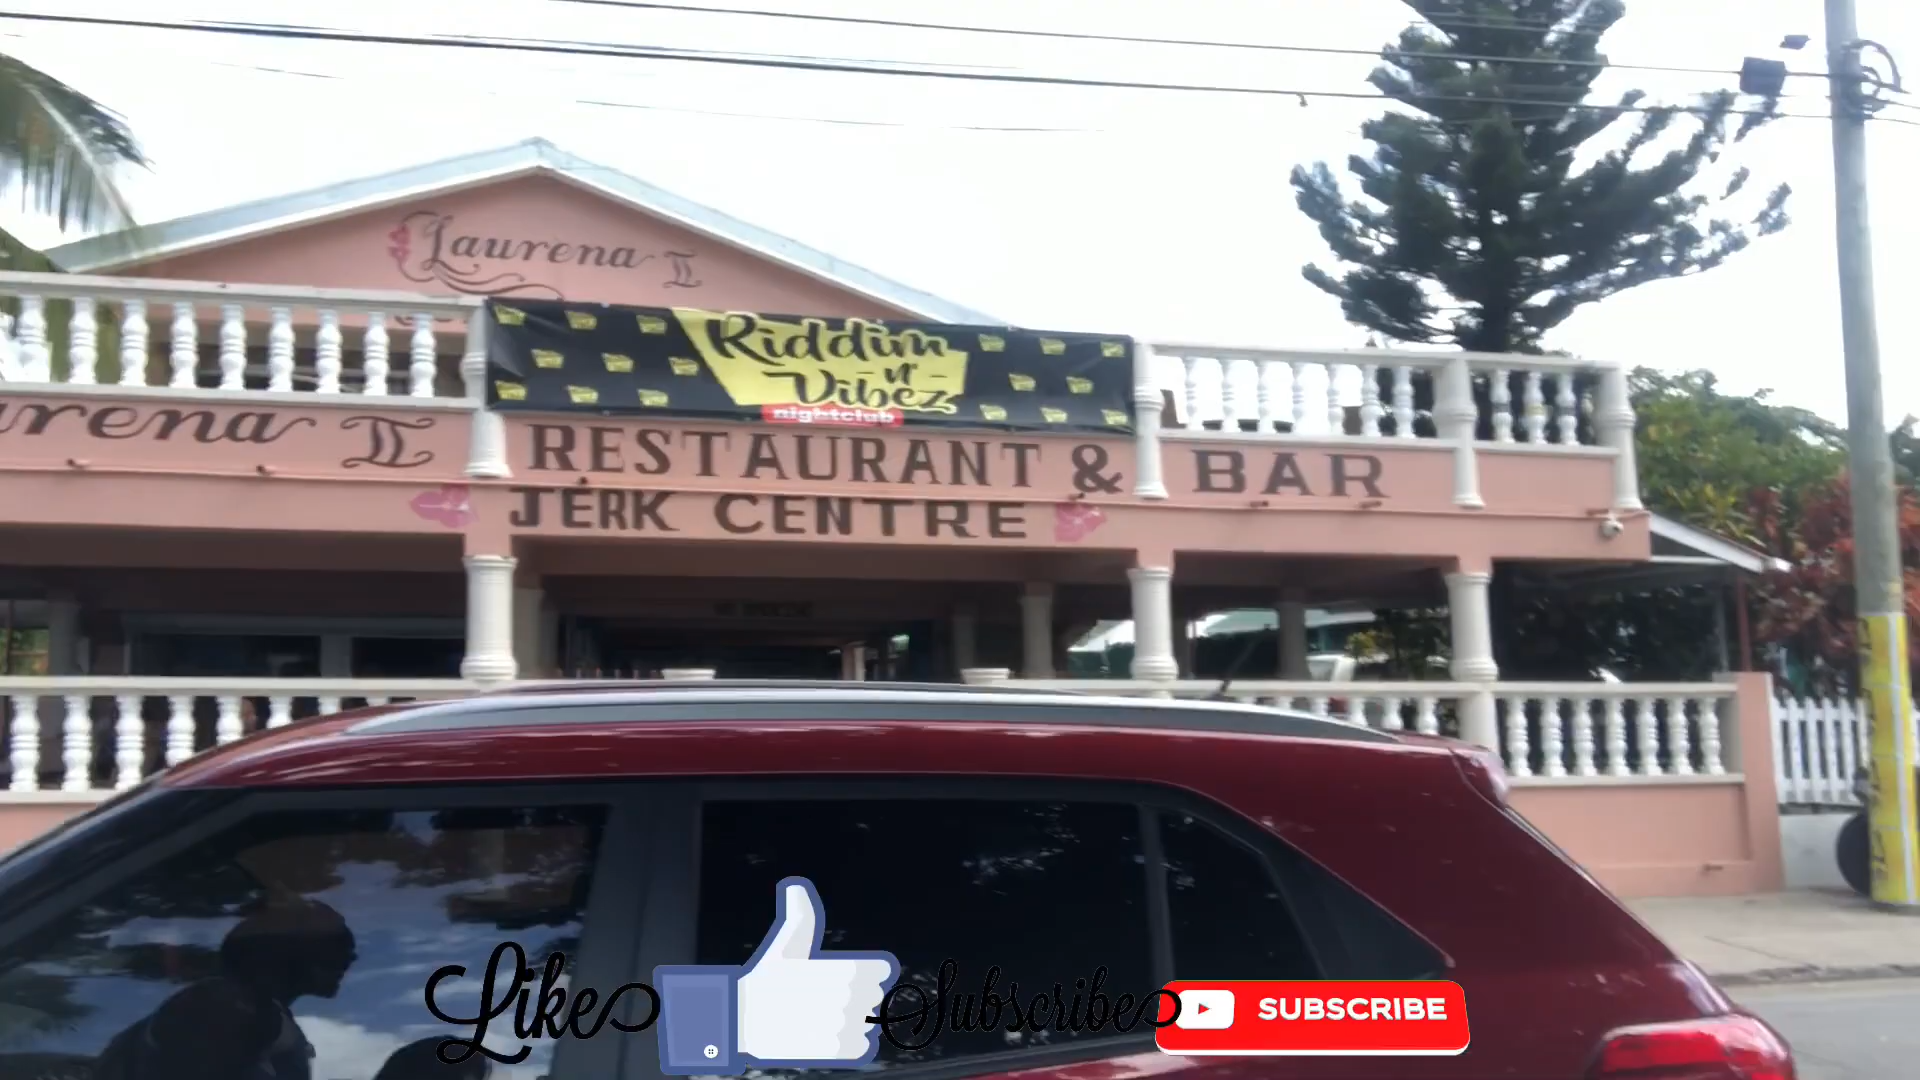 Laurena II
Riddim
- n' -
Vibez
nightclub
urena II RESTAURANT & BAR
JERK CENTRE
Like Subscribe SUBSCRIBE